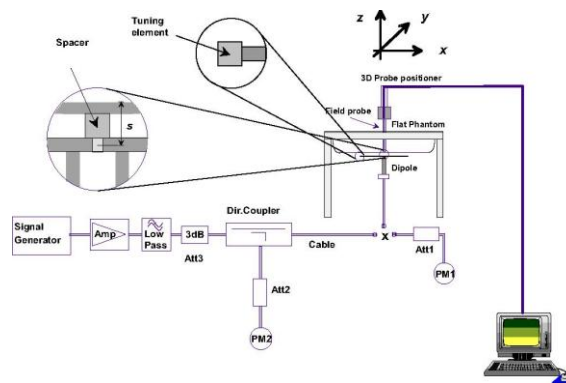 Tuning
element
Spacer
s
z
y
x
3D Probe positioner
Field probe
Flat Phantom
Dipole
Signal
Generator
Amp
Low
Pass
3dB
Att3
Dir.Coupler
Cable
x
Att1
PM1
Att2
PM2